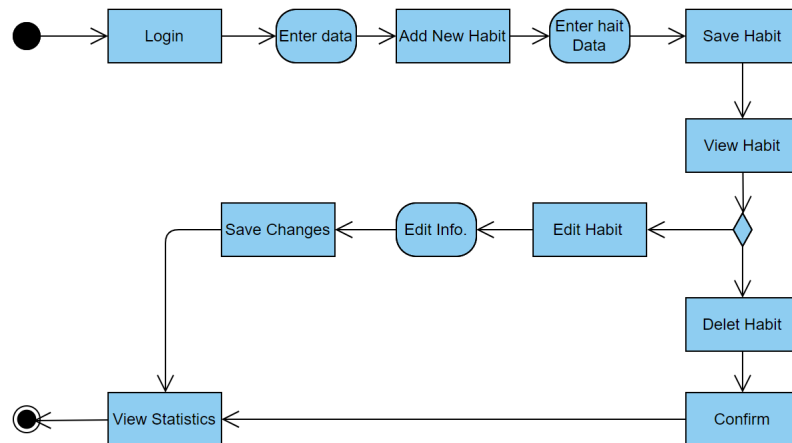 Login
Enter data
Add New Habit
Enter hait
Data
Save Habit
View Habit
Save Changes
Edit Info.
Edit Habit
Delet Habit
View Statistics
Confirm